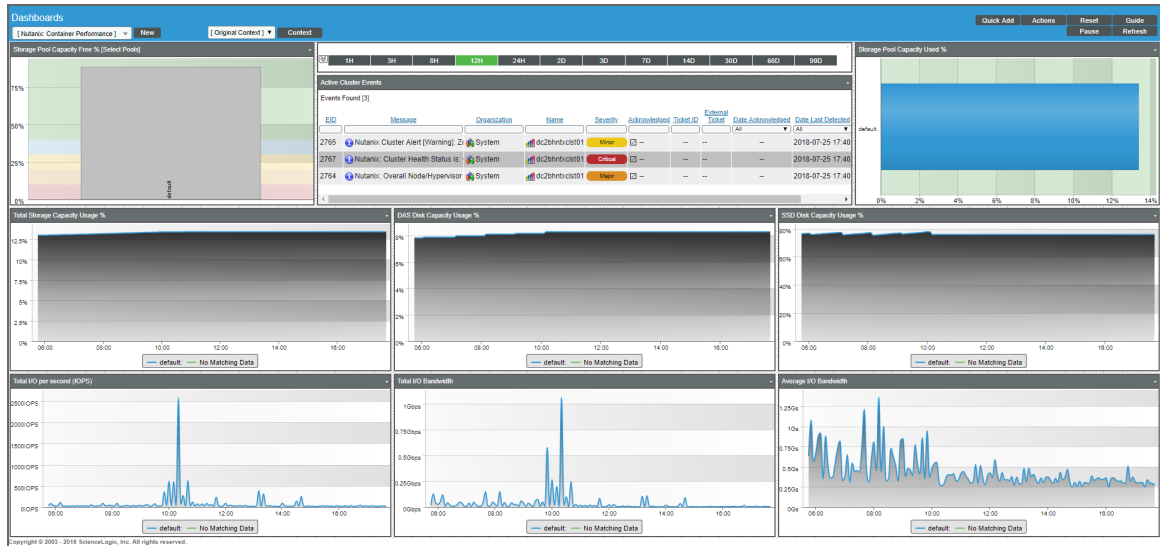 Dashboards
Quick Add Actions Reset Guide
[ Nutanix: Container Performance ] New [ Original Context ] Context
Pause Refresh
Storage Pool Capacity Free % [Select Pools]
75%
50%
25%
0%
default
1H 3H 8H 12H 24H 2D 3D 7D 14D 30D 60D 90D
Active Cluster Events
Events Found [3]
EID Message Organization Name Severity Acknowledged Ticket ID External Ticket Date Acknowledged Date Last Detected
All All
2765 Nutanix Cluster Alert [Warning]: System dc2bhntxclst01 Minor -- -- -- -- 2018-07-25 17:40
2767 Nutanix: Cluster Health Status is: System dc2bhntxclst01 Critical -- -- -- -- 2018-07-25 17:40
2764 Nutanix: Overall Node/Hypervisor System dc2bhntxclst01 Major -- -- -- -- 2018-07-25 17:40
Storage Pool Capacity Used %
default
0% 2% 4% 6% 8% 10% 12% 14%
Total Storage Capacity Usage %
12.5%
10%
7.5%
5%
2.5%
0%
06:00 08:00 10:00 12:00 14:00 16:00
default: No Matching Data
DAS Disk Capacity Usage %
8%
6%
4%
2%
0%
06:00 08:00 10:00 12:00 14:00 16:00
default: No Matching Data
SSD Disk Capacity Usage %
80%
60%
40%
20%
0%
06:00 08:00 10:00 12:00 14:00 16:00
default: No Matching Data
Total I/O per second (IOPS)
2500IOPS
2000IOPS
1500IOPS
1000IOPS
500IOPS
0IOPS
06:00 08:00 10:00 12:00 14:00 16:00
default: No Matching Data
Total I/O Bandwidth
1Gbps
0.75Gbps
0.5Gbps
0.25Gbps
0Gbps
06:00 08:00 10:00 12:00 14:00 16:00
default: No Matching Data
Average I/O Bandwidth
1.25Gs
1Gs
0.75Gs
0.5Gs
0.25Gs
0Gs
06:00 08:00 10:00 12:00 14:00 16:00
default: No Matching Data
Copyright © 2003 - 2018 ScienceLogic, Inc. All rights reserved.